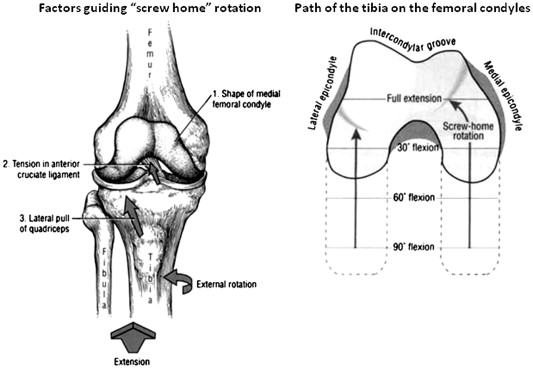 Factors guiding “screw home” rotation
Femur
1. Shape of medial
femoral condyle
2. Tension in anterior
cruciate ligament
3. Lateral pull
of quadriceps
Fibula
Tibia
External rotation
Extension
Path of the tibia on the femoral condyles
Intercondylar groove
Lateral epicondyle
Medial epicondyle
Full extension
Screw-home
rotation
30° flexion
60° flexion
90° flexion